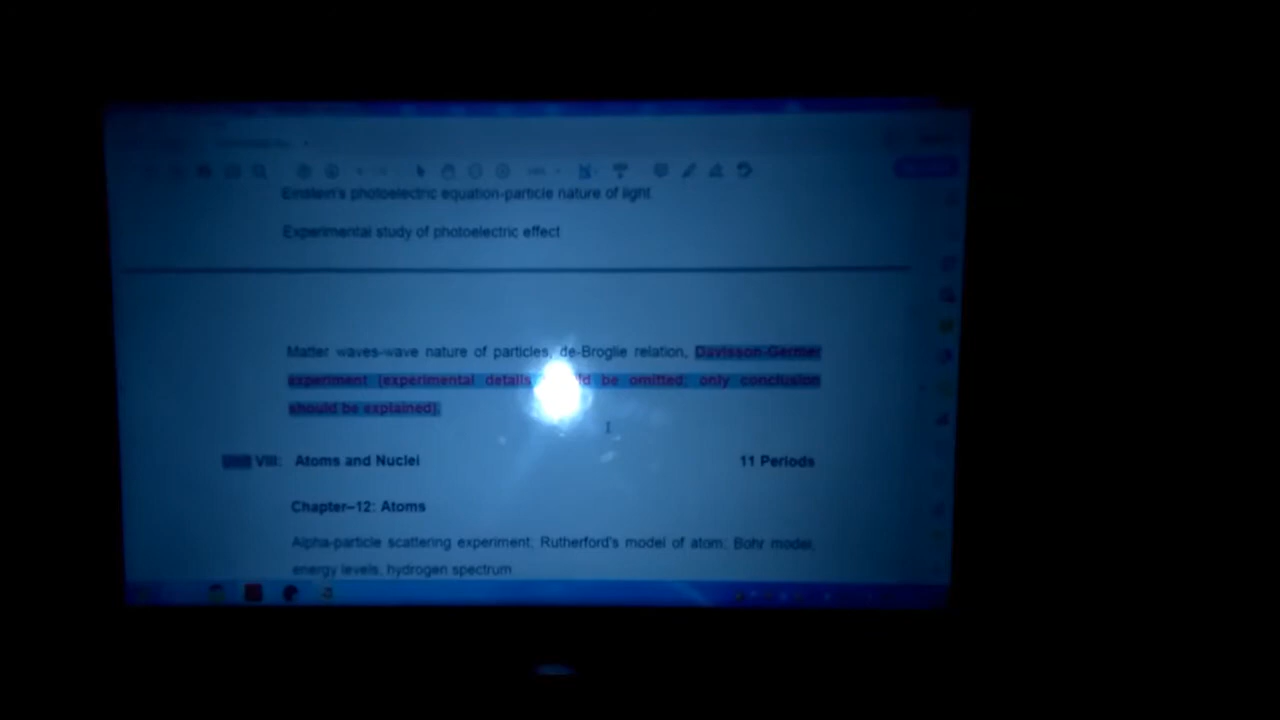 Einstein's photoelectric equation-particle nature of light.
Experimental study of photoelectric effect
Matter waves-wave nature of particles, de-Broglie relation, Davisson-Germer
experiment [experimental details be omitted; only conclusion
should be explained].
VIII: Atoms and Nuclei 11 Periods
Chapter–12: Atoms
Alpha-particle scattering experiment; Rutherford's model of atom; Bohr model,
energy levels, hydrogen spectrum